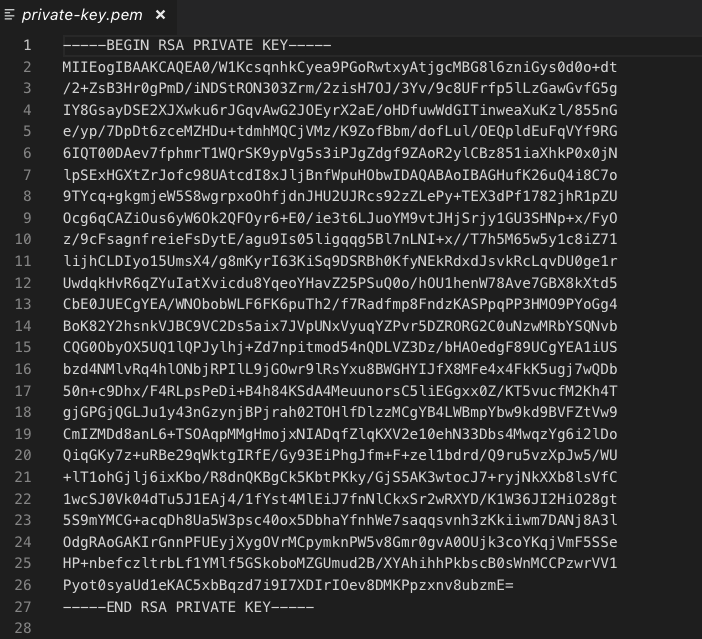 private-key.pem ×
1 -----BEGIN RSA PRIVATE KEY-----
2 MIIEogIBAAKCAQEA0/W1KcsqnhkCyea9PGoRwtxyAtjgcMBG8l6zniGys0d0o+dt
3 /2+ZsB3Hr0gPmD/iNDStRON303Zrm/2zisH7OJ/3Yv/9c8UFrfp5lLzGawGvfG5g
4 IY8GsayDSE2XJXwku6rJGqvAwG2JOEyrX2aE/oHDfuwWdGITinweaXuKzl/855nG
5 e/yp/7DpDt6zceMZHDu+tdmhMQCjVMz/K9ZofBbm/dofLul/OEQpldEuFqVYf9RG
6 6IQT00DAev7fphmrT1WQrSK9ypVg5s3iPJgZdgf9ZAoR2ylCBz851iaXhkP0x0jN
7 lpSExHGXtZrJofc98UAtcdI8xJljBnfWpuHObwIDAQABAoIBAGHufK26uQ4i8C7o
8 9TYcq+gkgmjeW5S8wgrpxoOhfjdnJHU2UJRcs92zZLePy+TEX3dPf1782jhR1pZU
9 Ocg6qCAZiOus6yW6Ok2QFOyr6+E0/ie3t6LJuoYM9vtJHjSrjy1GU3SHNp+x/FyO
10 z/9cFsagnfreieFsDytE/agu9Is05ligqqg5Bl7nLNI+x//T7h5M65w5y1c8iZ71
11 lijhCLDIyo15UmsX4/g8mKyrI63KiSq9DSRBh0KfyNEkRdxdJsvkRcLqvDU0ge1r
12 UwdqkHvR6qZYuIatXvicdu8YqeoYHavZ25PSuQ0o/hOU1henW78Ave7GBX8kXtd5
13 CbE0JUECgYEA/WNObobWLF6FK6puTh2/f7Radfmp8FndzKASPpqPP3HMO9PYoGg4
14 BoK82Y2hsnkVJBC9VC2Ds5aix7JVpUNxVyuqYZPvr5DZRORG2C0uNzwMRbYSQNvb
15 CQG0ObyOX5UQ1lQPJylhj+Zd7npitmod54nQDLVZ3Dz/bHAOedgF89UCgYEA1iUS
16 bzd4NMlvRq4hlONbjRPIlL9jGOwr9lRsYxu8BWGHYIJfX8MFe4x4FkK5ugj7wQDb
17 50n+c9Dhx/F4RLpsPeDi+B4h84KSdA4MeuunorsC5liEGgxx0Z/KT5vucfM2Kh4T
18 gjGPGjQGLJu1y43nGzynjBPjrah02TOHlfDlzzMCgYB4LWBmpYbw9kd9BVFZtVw9
19 CmIZMDd8anL6+TSOAqpMMgHmojxNIADqfZlqKXV2e10ehN33Dbs4MwqzYg6i2lDo
20 QiqGKy7z+uRBe29qWktgIRfE/Gy93EiPhgJfm+F+zel1bdrd/Q9ru5vzXpJw5/WU
21 +lT1ohGjlj6ixKbo/R8dnQKBgCk5KbtPKky/GjS5AK3wtocJ7+ryjNkXXb8lsVfC
22 1wcSJ0Vk04dTu5J1EAj4/1fYst4MlEiJ7fnNlCkxSr2wRXYD/K1W36JI2HiO28gt
23 5S9mYMCG+acqDh8Ua5W3psc40ox5DbhaYfnhWe7saqqsvnh3zKkiiwm7DANj8A3l
24 OdgRAoGAKIrGnnPFUEyjXygOVrMCpymknPW5v8Gmr0gvA0OUjk3coYKqjVmF5SSe
25 HP+nbefczltrbLf1YMlf5GSkoboMZGUmud2B/XYAhihhPkbscB0sWnMCCPzwrVV1
26 Pyot0syaUd1eKAC5xbBqzd7i9I7XDIrIOev8DMKPpzxnv8ubzmE=
27 -----END RSA PRIVATE KEY-----
28